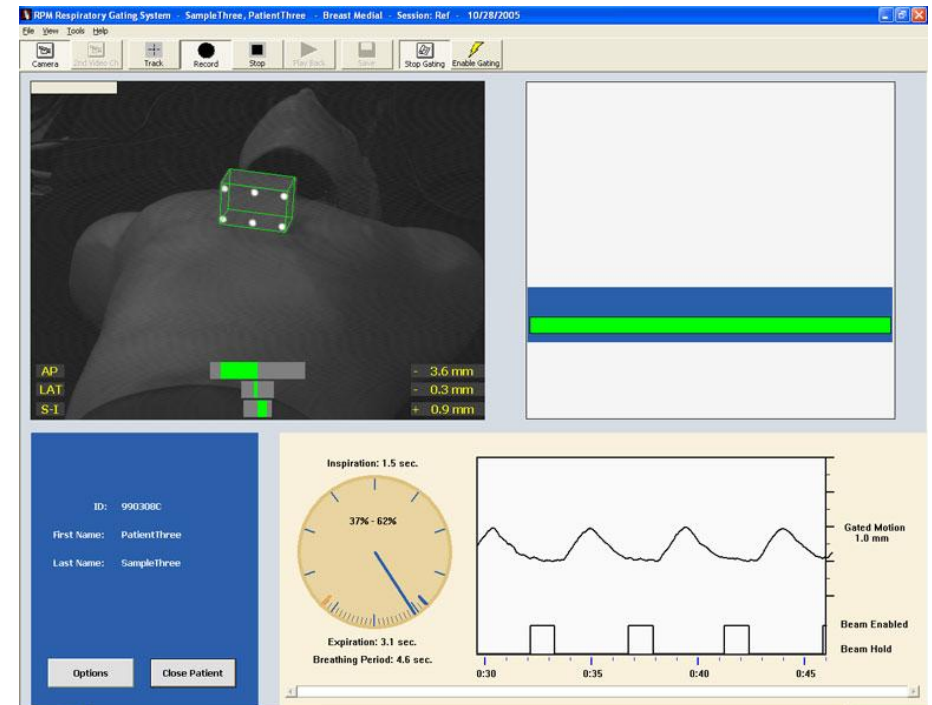 RPM Respiratory Gating System - SampleThree, PatientThree - Breast Medial - Session: Ref - 10/28/2005
File View Tools Help
Camera 2nd Video Ch Track Record Stop Play Back Save Stop Gating Enable Gating
AP - 3.6 mm
LAT - 0.3 mm
S-I + 0.9 mm
ID: 990308C
First Name: PatientThree
Last Name: SampleThree
Options Close Patient
Inspiration: 1.5 sec.
37% - 62%
Expiration: 3.1 sec.
Breathing Period: 4.6 sec.
Gated Motion
1.0 mm
Beam Enabled
Beam Hold
0:30 0:35 0:40 0:45